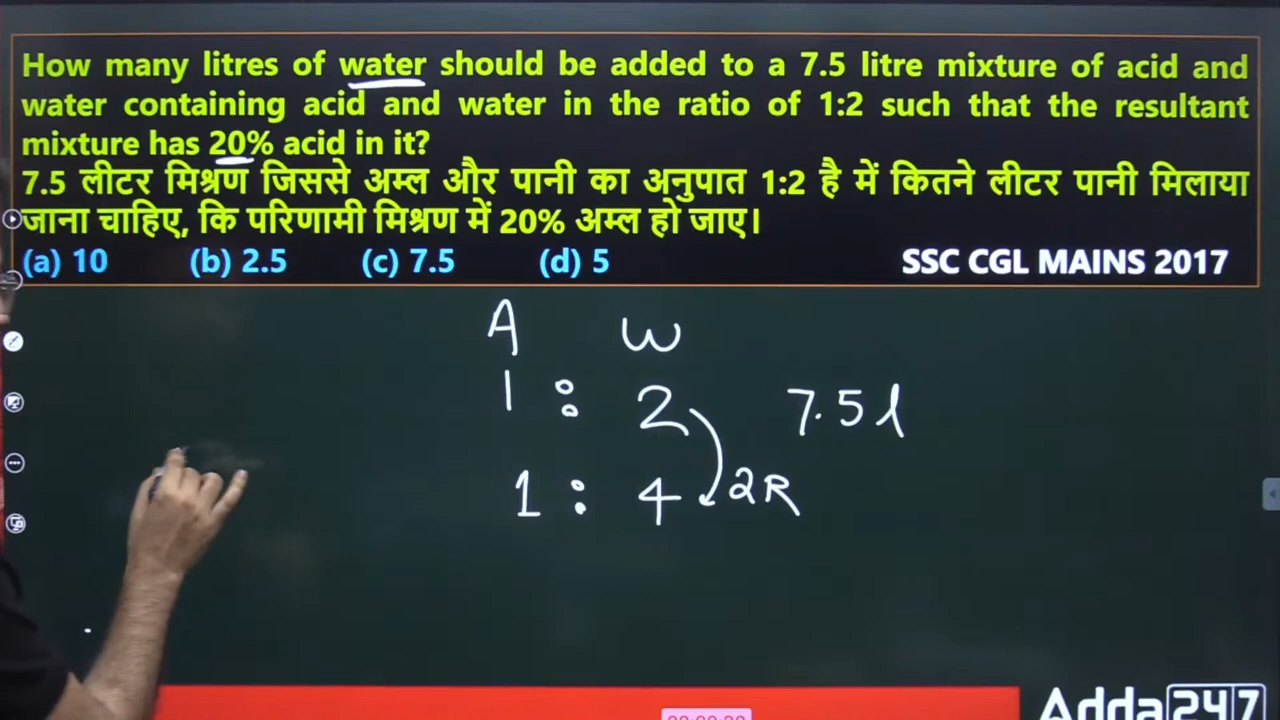 How many litres of water should be added to a 7.5 litre mixture of acid and
water containing acid and water in the ratio of 1:2 such that the resultant
mixture has 20% acid in it?
7.5 लीटर मिश्रण जिससे अम्ल और पानी का अनुपात 1:2 है में कितने लीटर पानी मिलाया
जाना चाहिए, कि परिणामी मिश्रण में 20% अम्ल हो जाए।
(a) 10 (b) 2.5 (c) 7.5 (d) 5 SSC CGL MAINS 2017
A W
1 : 2 7.5 l
1 : 4 2R
Adda247